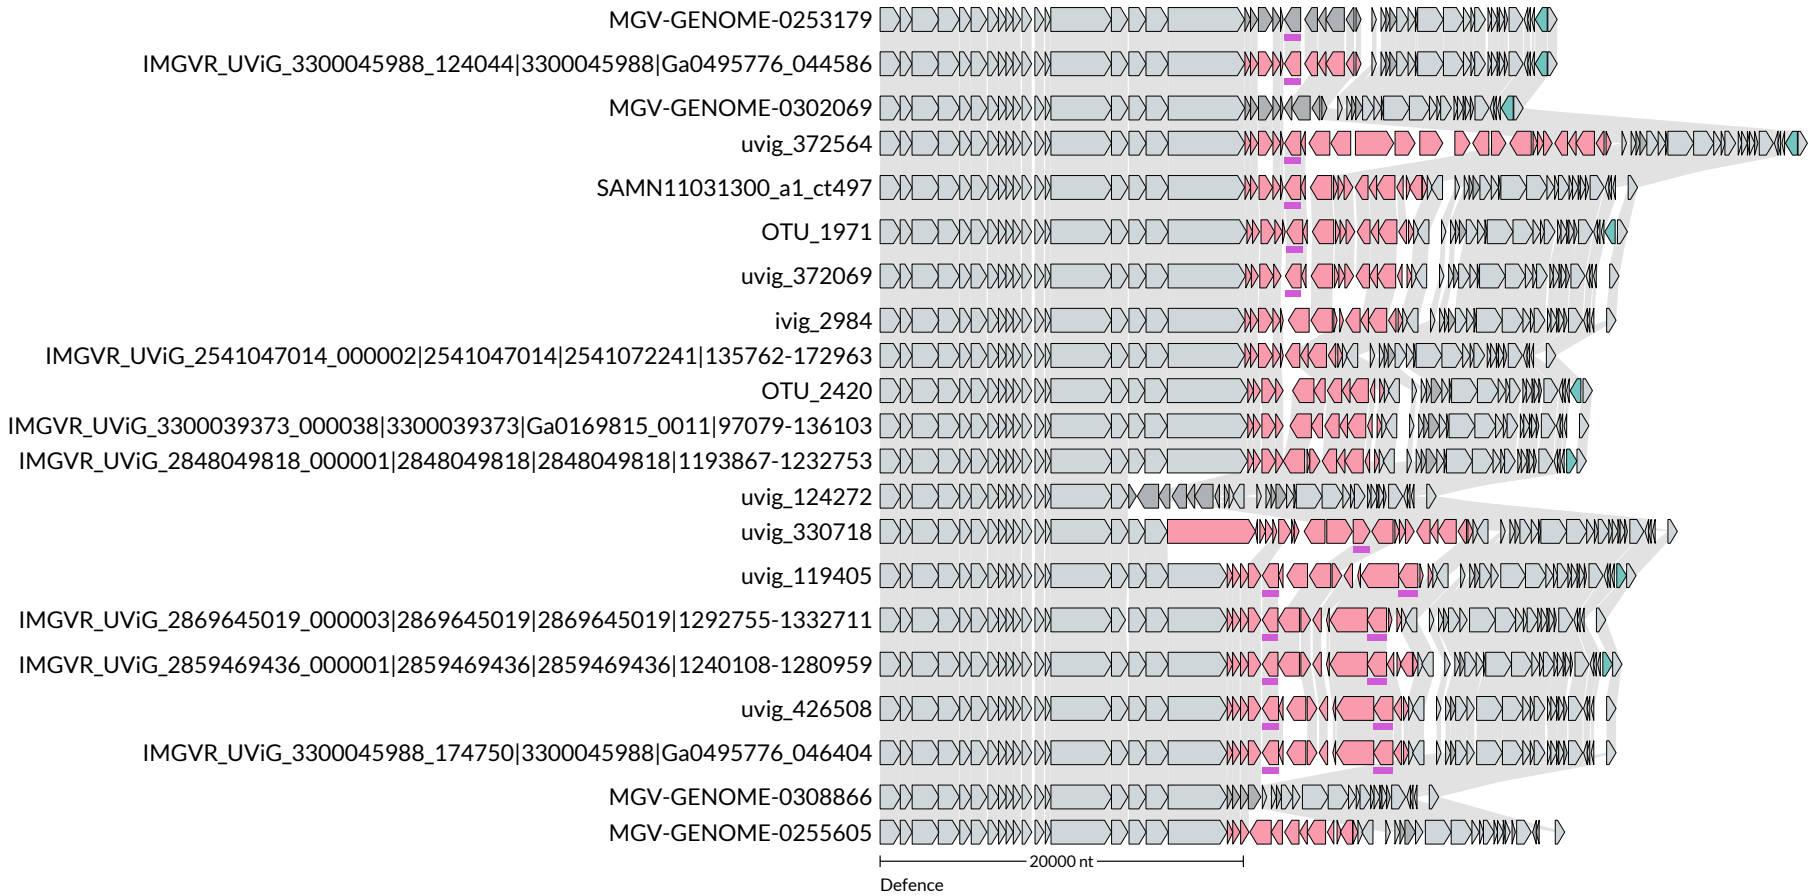 MGV-GENOME-0253179
IMGVR_UViG_3300045988_124044|3300045988|Ga0495776_044586
MGV-GENOME-0302069
uvig_372564
SAMN11031300_a1_ct497
OTU_1971
uvig_372069
ivig_2984
IMGVR_UViG_2541047014_000002|2541047014|2541072241|135762-172963
OTU_2420
IMGVR_UViG_3300039373_000038|3300039373|Ga0169815_0011|97079-136103
IMGVR_UViG_2848049818_000001|2848049818|2848049818|1193867-1232753
uvig_124272
uvig_330718
uvig_119405
IMGVR_UViG_2869645019_000003|2869645019|2869645019|1292755-1332711
IMGVR_UViG_2859469436_000001|2859469436|2859469436|1240108-1280959
uvig_426508
IMGVR_UViG_3300045988_174750|3300045988|Ga0495776_046404
MGV-GENOME-0308866
MGV-GENOME-0255605
20000 nt
Defence